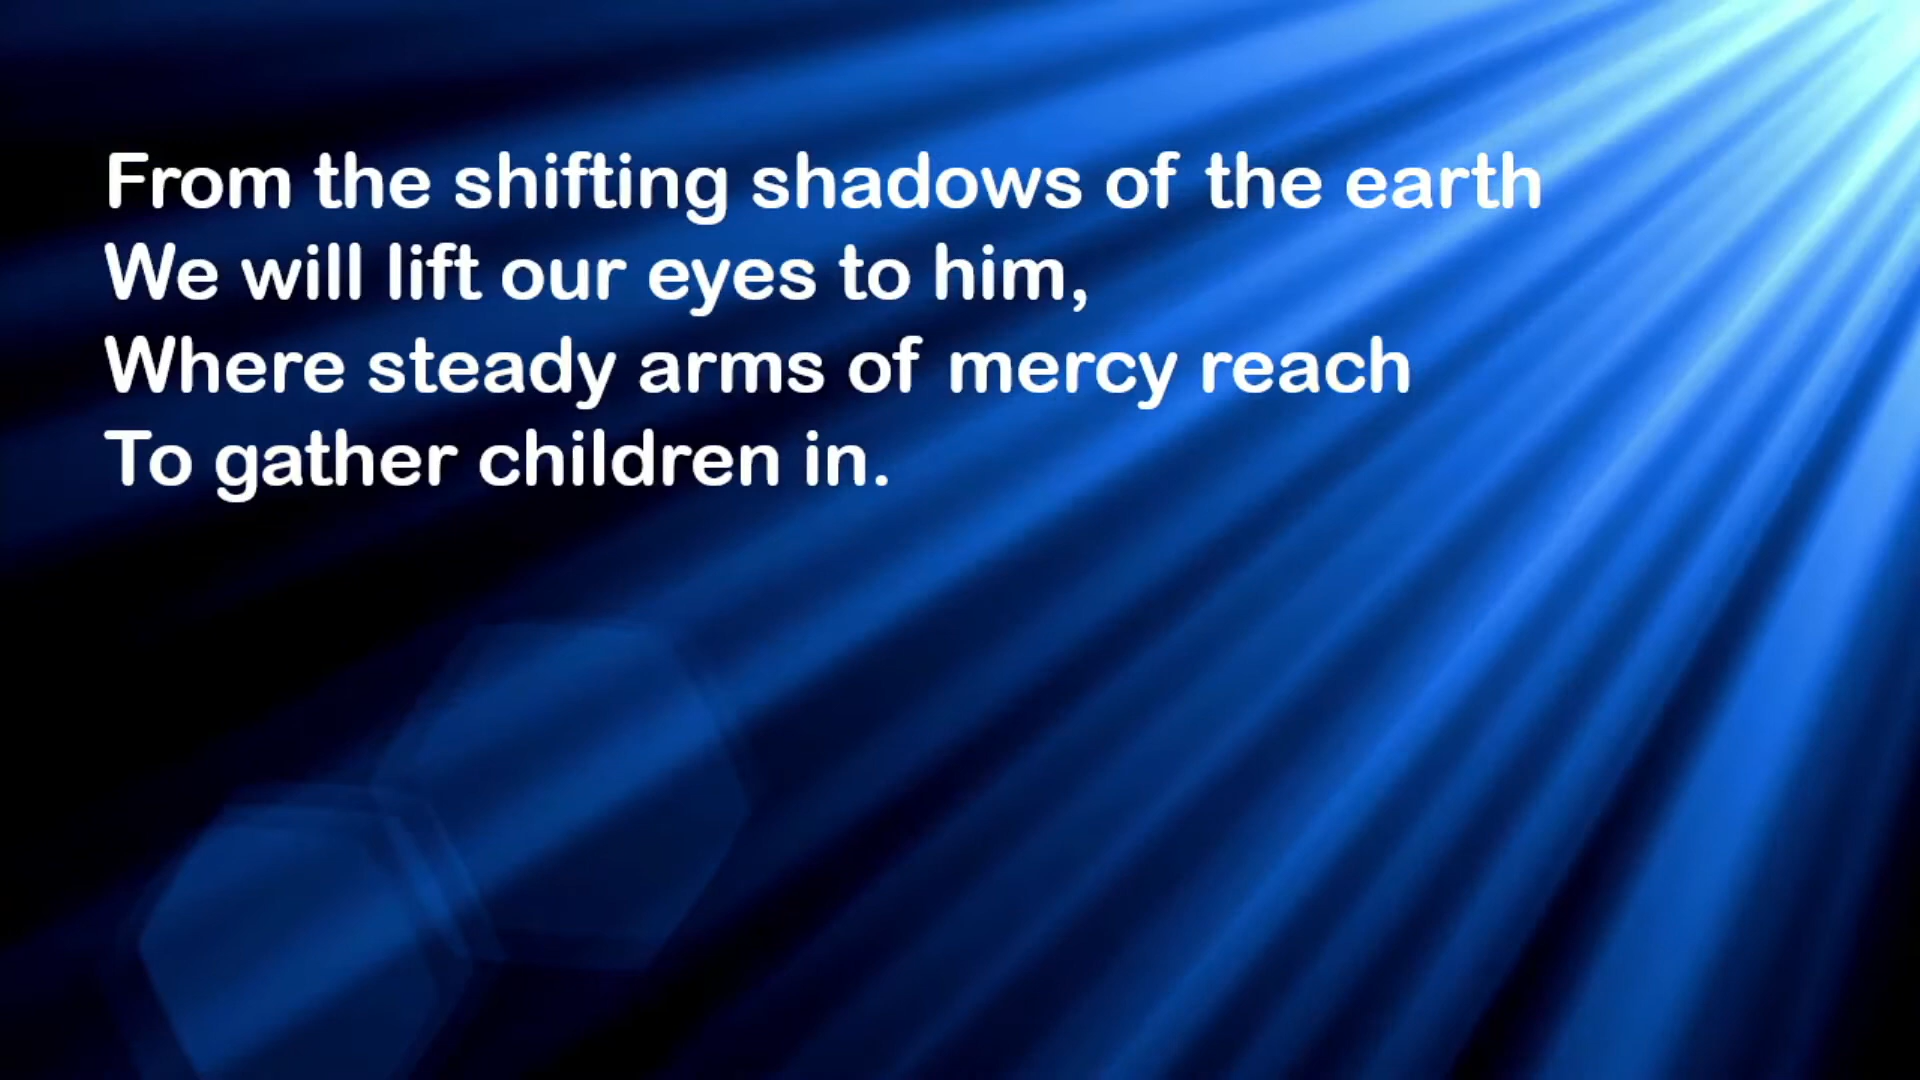 From the shifting shadows of the earth
We will lift our eyes to him,
Where steady arms of mercy reach
To gather children in.